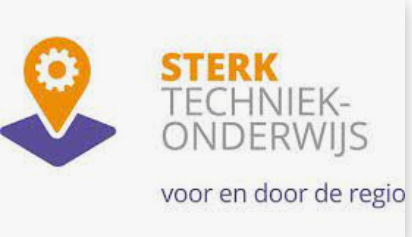 STERK
TECHNIEK-
ONDERWIJS
voor en door de regio